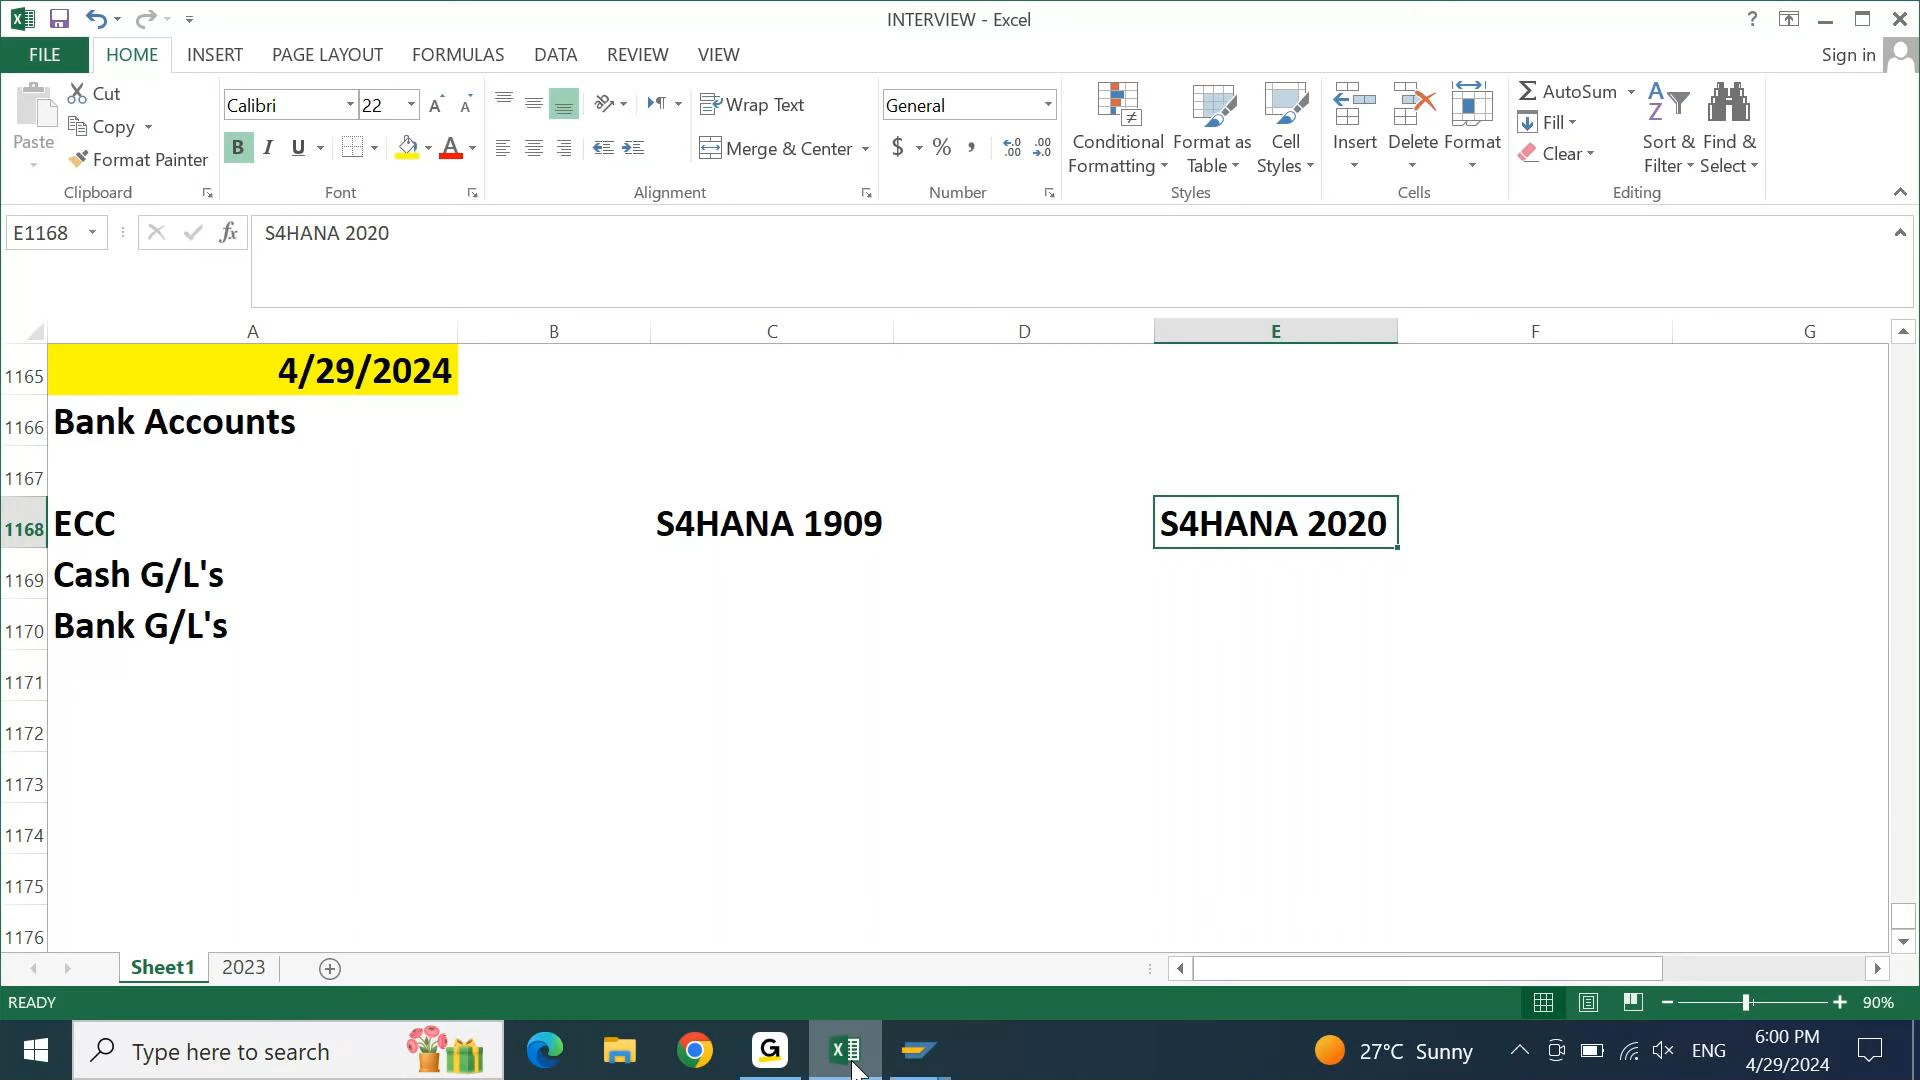 INTERVIEW - Excel
?
FILE HOME INSERT PAGE LAYOUT FORMULAS DATA REVIEW VIEW Sign in
Paste
Cut
Copy
Format Painter
Clipboard
Calibri 22
B I U
Font
Wrap Text
Merge & Center
Alignment
General
$ % ,
Number
Conditional Formatting
Format as Table
Cell Styles
Styles
Insert Delete Format
Cells
AutoSum
Fill
Clear
Sort & Filter
Find & Select
Editing
E1168 fx S4HANA 2020
A B C D E F G
1165 4/29/2024
1166 Bank Accounts
1167
1168 ECC S4HANA 1909 S4HANA 2020
1169 Cash G/L's
1170 Bank G/L's
1171
1172
1173
1174
1175
1176
Sheet1 2023
READY 90%
Type here to search 27°C Sunny ENG 6:00 PM
4/29/2024